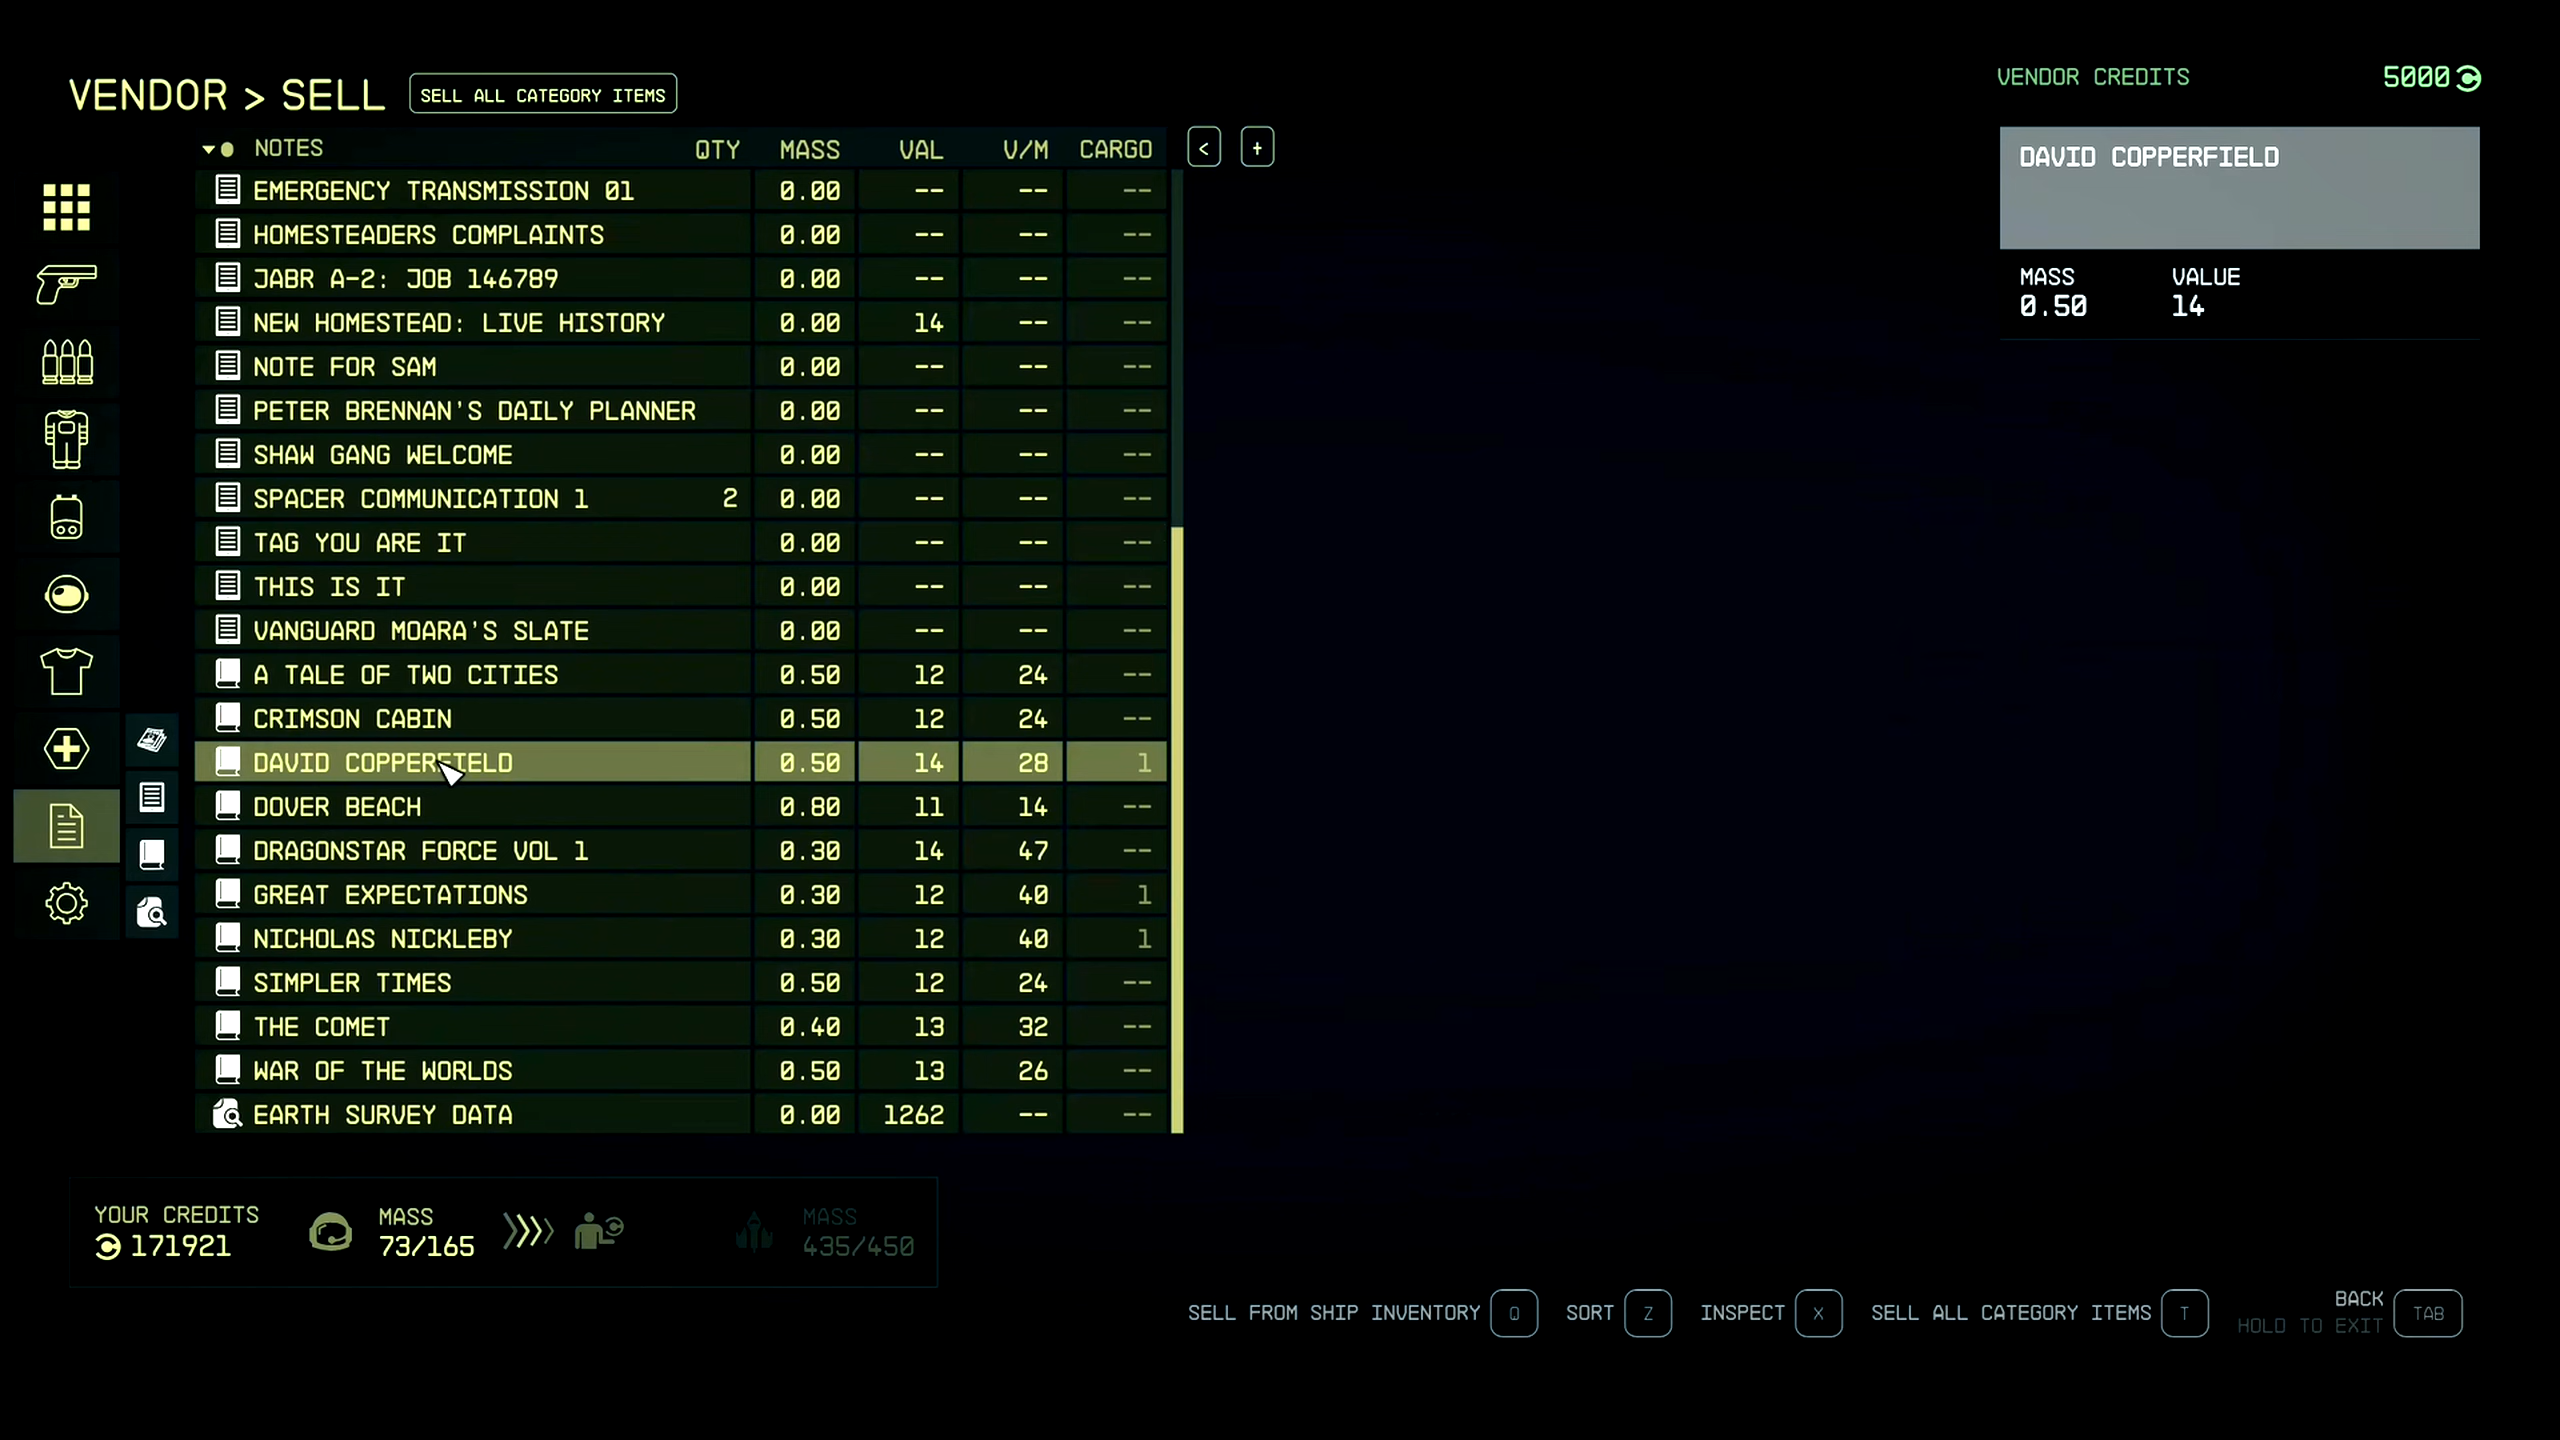 VENDOR > SELL SELL ALL CATEGORY ITEMS
VENDOR CREDITS 5000
NOTES QTY MASS VAL V/M CARGO < +
EMERGENCY TRANSMISSION 01 0.00 -- -- --
HOMESTEADERS COMPLAINTS 0.00 -- -- --
JABR A-2: JOB 146789 0.00 -- -- --
NEW HOMESTEAD: LIVE HISTORY 0.00 14 -- --
NOTE FOR SAM 0.00 -- -- --
PETER BRENNAN'S DAILY PLANNER 0.00 -- -- --
SHAW GANG WELCOME 0.00 -- -- --
SPACER COMMUNICATION 1 2 0.00 -- -- --
TAG YOU ARE IT 0.00 -- -- --
THIS IS IT 0.00 -- -- --
VANGUARD MOARA'S SLATE 0.00 -- -- --
A TALE OF TWO CITIES 0.50 12 24 --
CRIMSON CABIN 0.50 12 24 --
DAVID COPPERFIELD 0.50 14 28 1
DOVER BEACH 0.80 11 14 --
DRAGONSTAR FORCE VOL 1 0.30 14 47 --
GREAT EXPECTATIONS 0.30 12 40 1
NICHOLAS NICKLEBY 0.30 12 40 1
SIMPLER TIMES 0.50 12 24 --
THE COMET 0.40 13 32 --
WAR OF THE WORLDS 0.50 13 26 --
EARTH SURVEY DATA 0.00 1262 -- --
DAVID COPPERFIELD
MASS VALUE
0.50 14
YOUR CREDITS MASS MASS
171921 73/165 435/450
SELL FROM SHIP INVENTORY Q SORT Z INSPECT X SELL ALL CATEGORY ITEMS T BACK TAB
HOLD TO EXIT